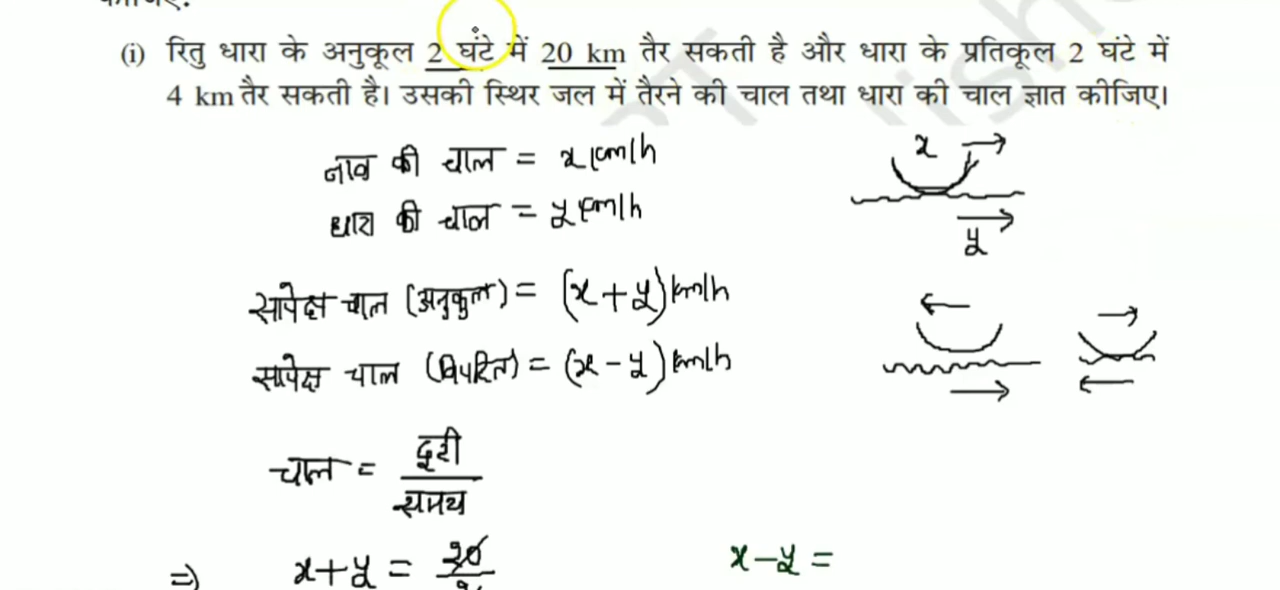 (i) रितु धारा के अनुकूल 2 घंटे में 20 km तैर सकती है और धारा के प्रतिकूल 2 घंटे में
4 km तैर सकती है। उसकी स्थिर जल में तैरने की चाल तथा धारा की चाल ज्ञात कीजिए।
नाव की चाल = x km/h
x
धारा की चाल = y km/h
y
सापेक्ष चाल (अनुकुल) = (x + y) km/h
सापेक्ष चाल (विपरित) = (x - y) km/h
चाल = दूरी
समय
=) x + y = 20 x - y =